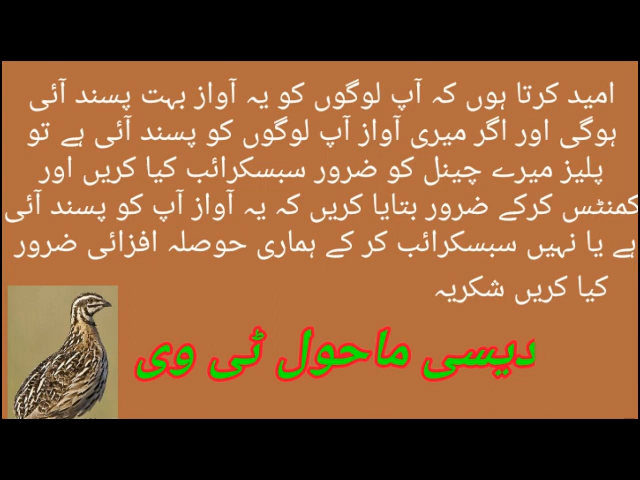 امید کرتا ہوں کہ آپ لوگوں کو یہ آواز بہت پسند آئی
ہوگی اور اگر میری آواز آپ لوگوں کو پسند آئی ہے تو
پلیز میرے چینل کو ضرور سبسکرائب کیا کریں اور
کمنٹس کرکے ضرور بتایا کریں کہ یہ آواز آپ کو پسند آئی
ہے یا نہیں سبسکرائب کر کے ہماری حوصلہ افزائی ضرور
کیا کریں شکریہ
دیسی ماحول ٹی وی